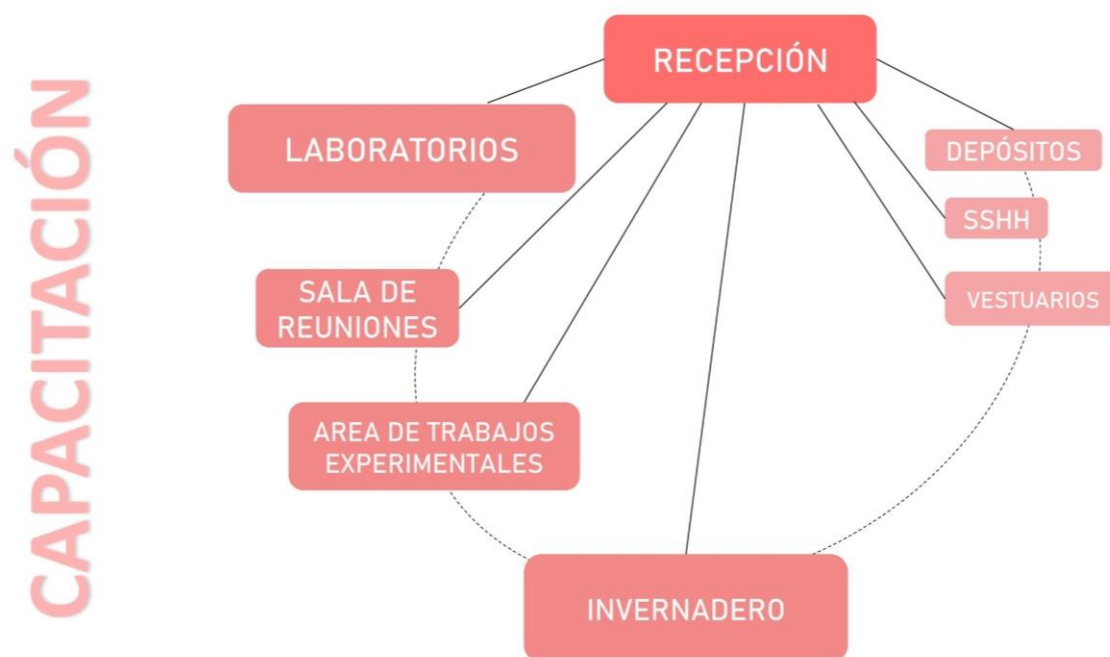 CAPACITACIÓN
RECEPCIÓN
LABORATORIOS
DEPÓSITOS
SSHH
SALA DE
REUNIONES
VESTUARIOS
AREA DE TRABAJOS
EXPERIMENTALES
INVERNADERO